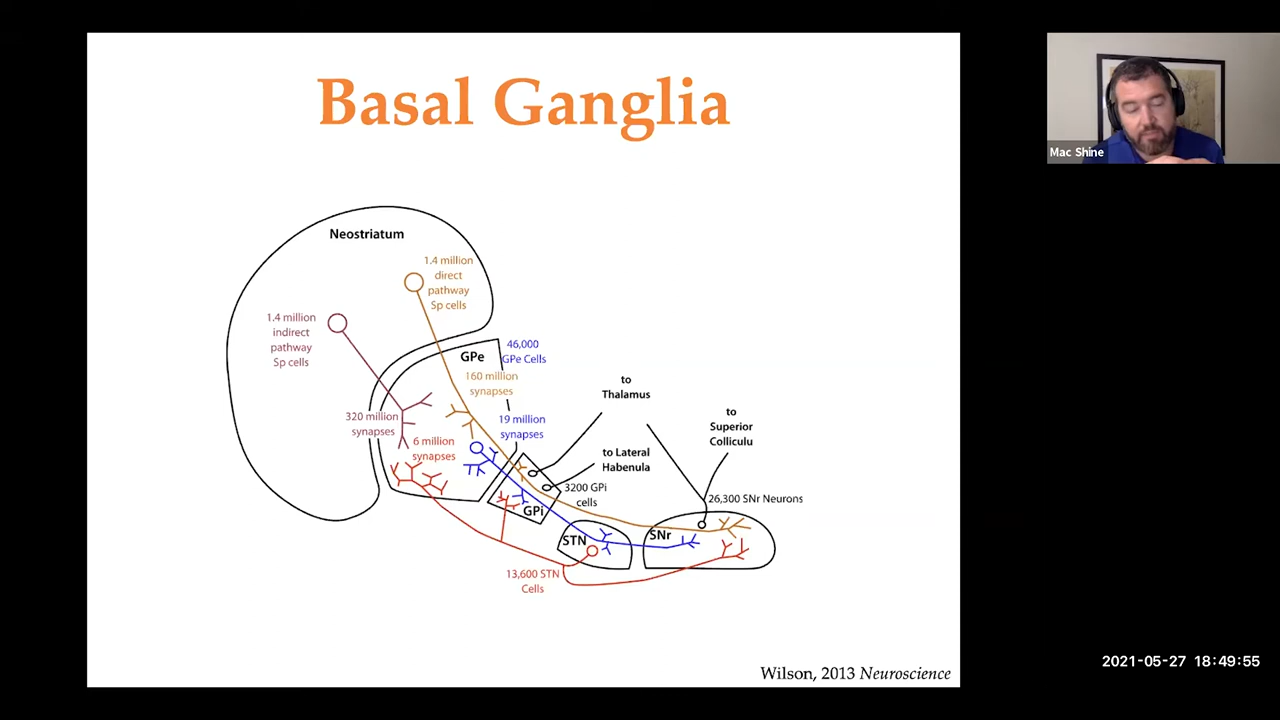 Basal Ganglia
Mac Shine
Neostriatum
1.4 million
direct
pathway
Sp cells
1.4 million
indirect
pathway
Sp cells
GPe
46,000
GPe Cells
160 million
synapses
320 million
synapses
19 million
synapses
6 million
synapses
to
Thalamus
to
Superior
Colliculu
to Lateral
Habenula
3200 GPi
cells
GPi
26,300 SNr Neurons
STN
SNr
13,600 STN
Cells
Wilson, 2013 Neuroscience
2021-05-27 18:49:55